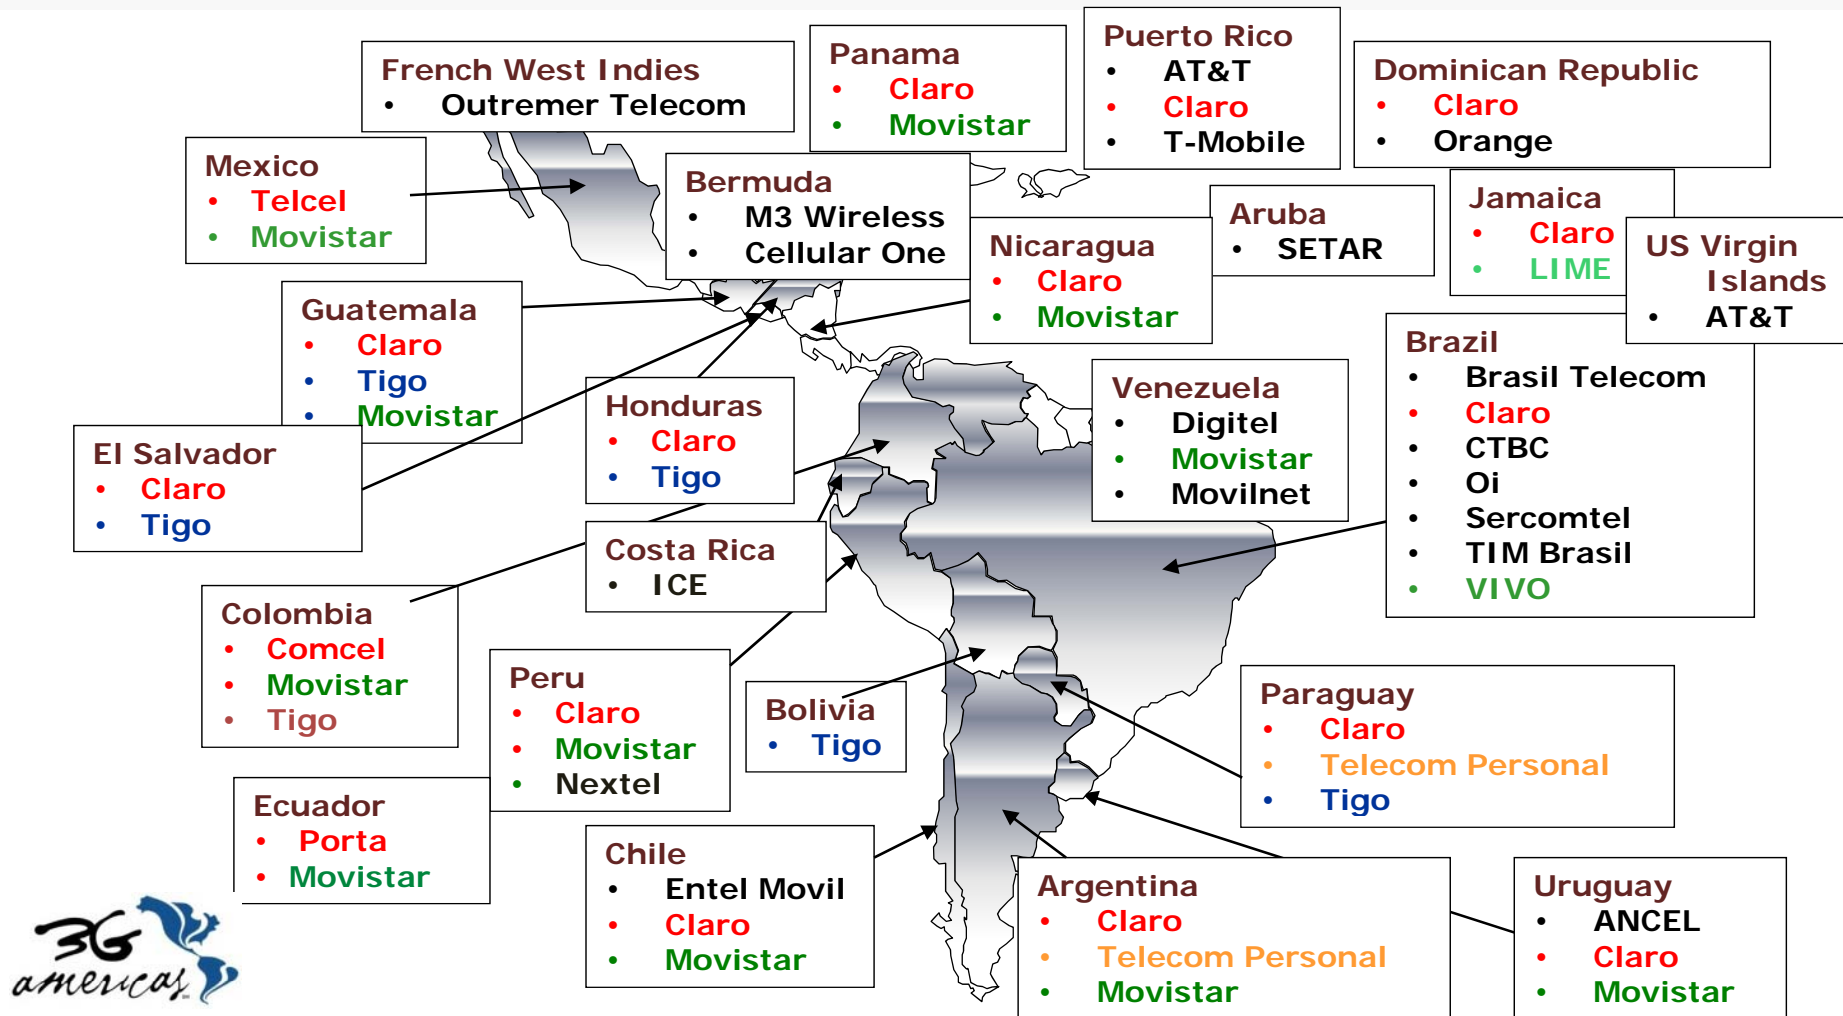 French West Indies
• Outremer Telecom
Panama
• Claro
• Movistar
Puerto Rico
• AT&T
• Claro
• T-Mobile
Dominican Republic
• Claro
• Orange
Mexico
• Telcel
• Movistar
Bermuda
• M3 Wireless
• Cellular One
Nicaragua
• Claro
• Movistar
Aruba
• SETAR
Jamaica
• Claro
• LIME
US Virgin
Islands
• AT&T
Guatemala
• Claro
• Tigo
• Movistar
Honduras
• Claro
• Tigo
Venezuela
• Digitel
• Movistar
• Movilnet
Brazil
• Brasil Telecom
• Claro
• CTBC
• Oi
• Sercomtel
• TIM Brasil
• VIVO
El Salvador
• Claro
• Tigo
Costa Rica
• ICE
Colombia
• Comcel
• Movistar
• Tigo
Peru
• Claro
• Movistar
• Nextel
Bolivia
• Tigo
Paraguay
• Claro
• Telecom Personal
• Tigo
Ecuador
• Porta
• Movistar
Chile
• Entel Movil
• Claro
• Movistar
Argentina
• Claro
• Telecom Personal
• Movistar
Uruguay
• ANCEL
• Claro
• Movistar
3G
americas